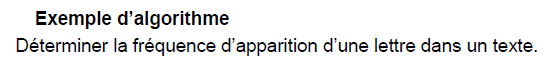 Exemple d’algorithme
Déterminer la fréquence d’apparition d’une lettre dans un texte.